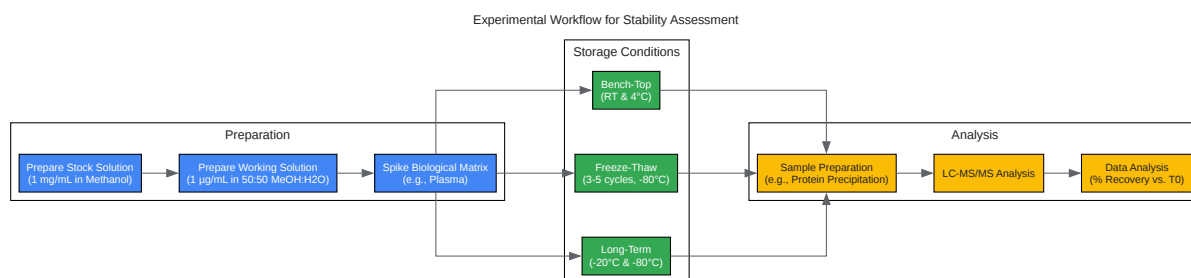 Experimental Workflow for Stability Assessment
Storage Conditions
Bench-Top
(RT & 4°C)
Preparation
Analysis
Prepare Stock Solution
(1 mg/mL in Methanol)
Prepare Working Solution
(1 µg/mL in 50:50 MeOH:H2O)
Spike Biological Matrix
(e.g., Plasma)
Freeze-Thaw
(3-5 cycles, -80°C)
Sample Preparation
(e.g., Protein Precipitation)
LC-MS/MS Analysis
Data Analysis
(% Recovery vs. T0)
Long-Term
(-20°C & -80°C)